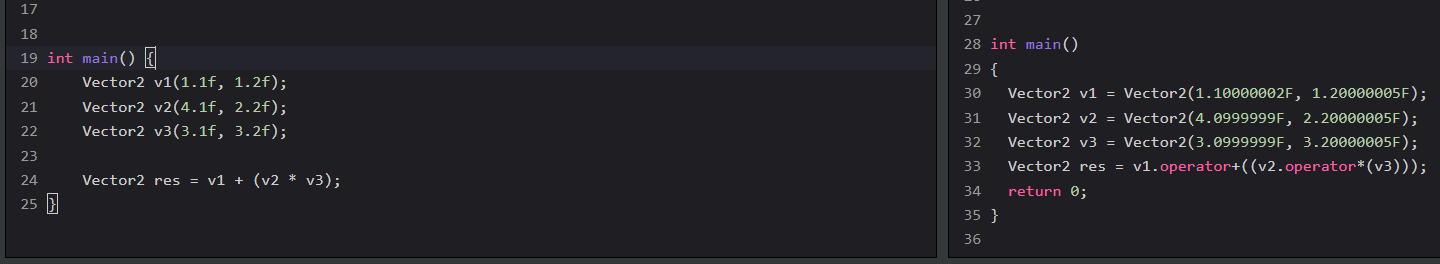 17
18
19 int main() {
20 Vector2 v1(1.1f, 1.2f);
21 Vector2 v2(4.1f, 2.2f);
22 Vector2 v3(3.1f, 3.2f);
23
24 Vector2 res = v1 + (v2 * v3);
25 }
27
28 int main()
29 {
30 Vector2 v1 = Vector2(1.10000002F, 1.20000005F);
31 Vector2 v2 = Vector2(4.0999999F, 2.20000005F);
32 Vector2 v3 = Vector2(3.0999999F, 3.20000005F);
33 Vector2 res = v1.operator+((v2.operator*(v3)));
34 return 0;
35 }
36